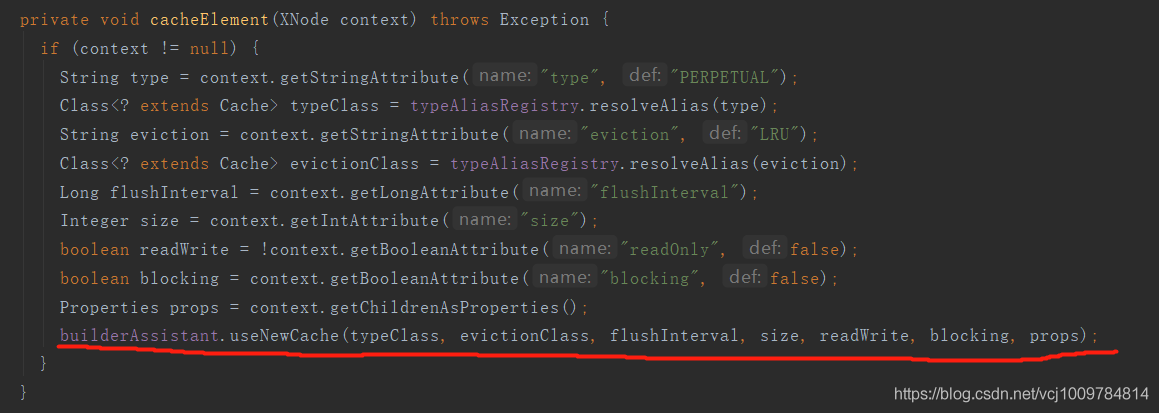 private void cacheElement(XNode context) throws Exception {
if (context != null) {
String type = context.getStringAttribute( name: "type", def: "PERPETUAL");
Class<? extends Cache> typeClass = typeAliasRegistry.resolveAlias(type);
String eviction = context.getStringAttribute( name: "eviction", def: "LRU");
Class<? extends Cache> evictionClass = typeAliasRegistry.resolveAlias(eviction);
Long flushInterval = context.getLongAttribute( name: "flushInterval");
Integer size = context.getIntAttribute( name: "size");
boolean readWrite = !context.getBooleanAttribute( name: "readOnly", def: false);
boolean blocking = context.getBooleanAttribute( name: "blocking", def: false);
Properties props = context.getChildrenAsProperties();
builderAssistant.useNewCache(typeClass, evictionClass, flushInterval, size, readWrite, blocking, props);
}
}
https://blog.csdn.net/vcj1009784814